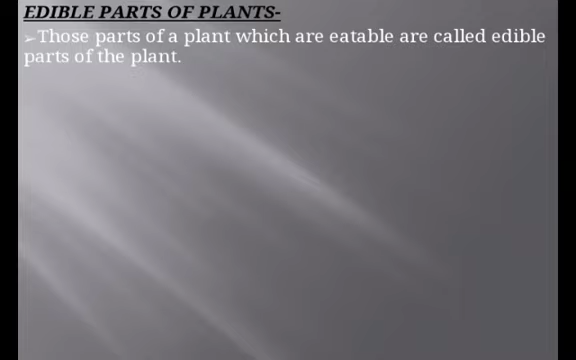 EDIBLE PARTS OF PLANTS-
➢Those parts of a plant which are eatable are called edible
parts of the plant.